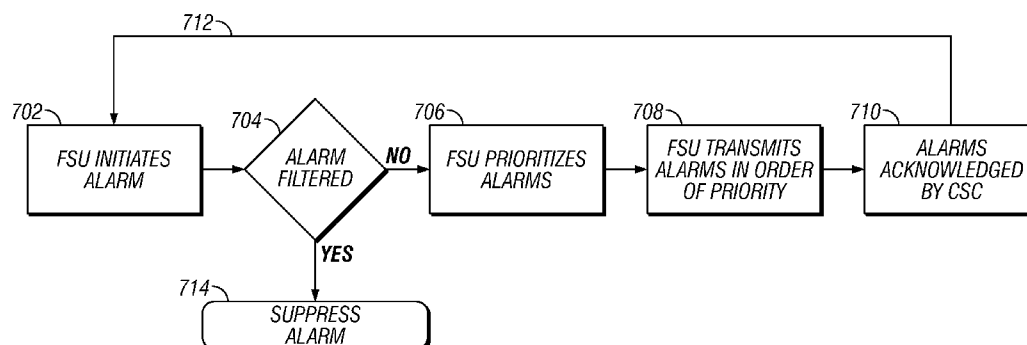 712
702
FSU INITIATES
ALARM
704
ALARM
FILTERED
NO
YES
706
FSU PRIORITIZES
ALARMS
708
FSU TRANSMITS
ALARMS IN ORDER
OF PRIORITY
710
ALARMS
ACKNOWLEDGED
BY CSC
714
SUPPRESS
ALARM